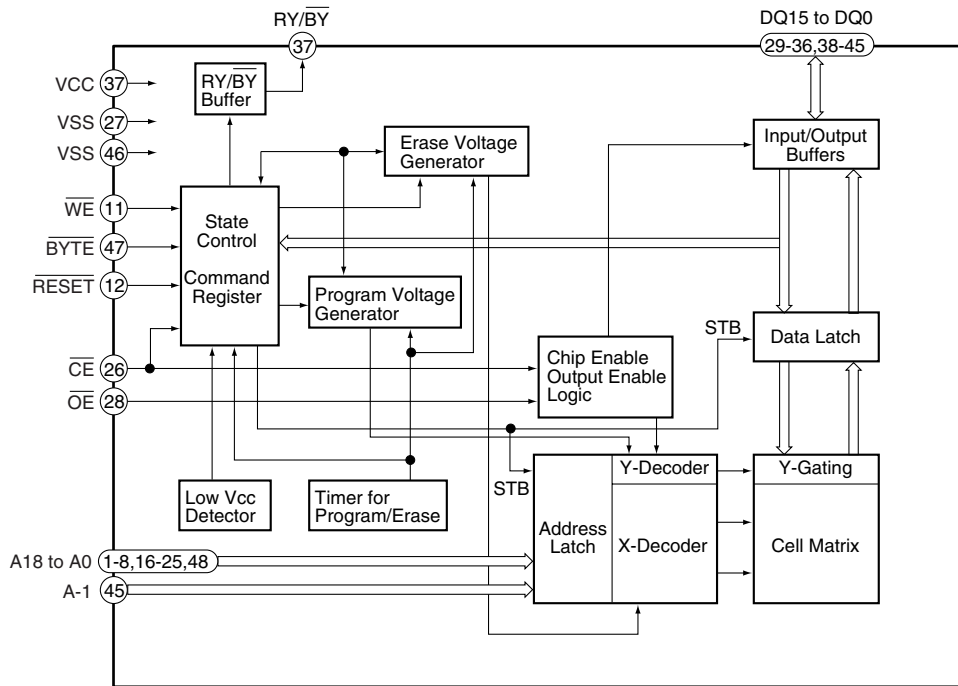 RY/BY
37
DQ15 to DQ0
29-36,38-45
VCC 37
VSS 27
VSS 46
WE 11
BYTE 47
RESET 12
CE 26
OE 28
RY/BY
Buffer
Erase Voltage
Generator
Input/Output
Buffers
State
Control
Command
Register
Program Voltage
Generator
STB
Data Latch
Chip Enable
Output Enable
Logic
Low Vcc
Detector
Timer for
Program/Erase
STB
Address
Latch
Y-Decoder
X-Decoder
Y-Gating
Cell Matrix
A18 to A0 1-8,16-25,48
A-1 45